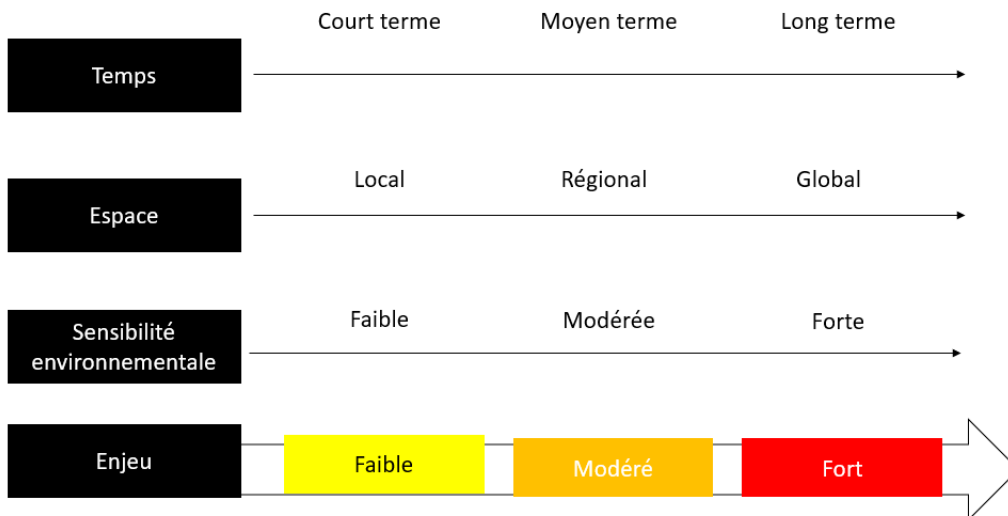 Court terme Moyen terme Long terme
Temps
Local Régional Global
Espace
Faible Modérée Forte
Sensibilité
environnementale
Enjeu Faible Modéré Fort